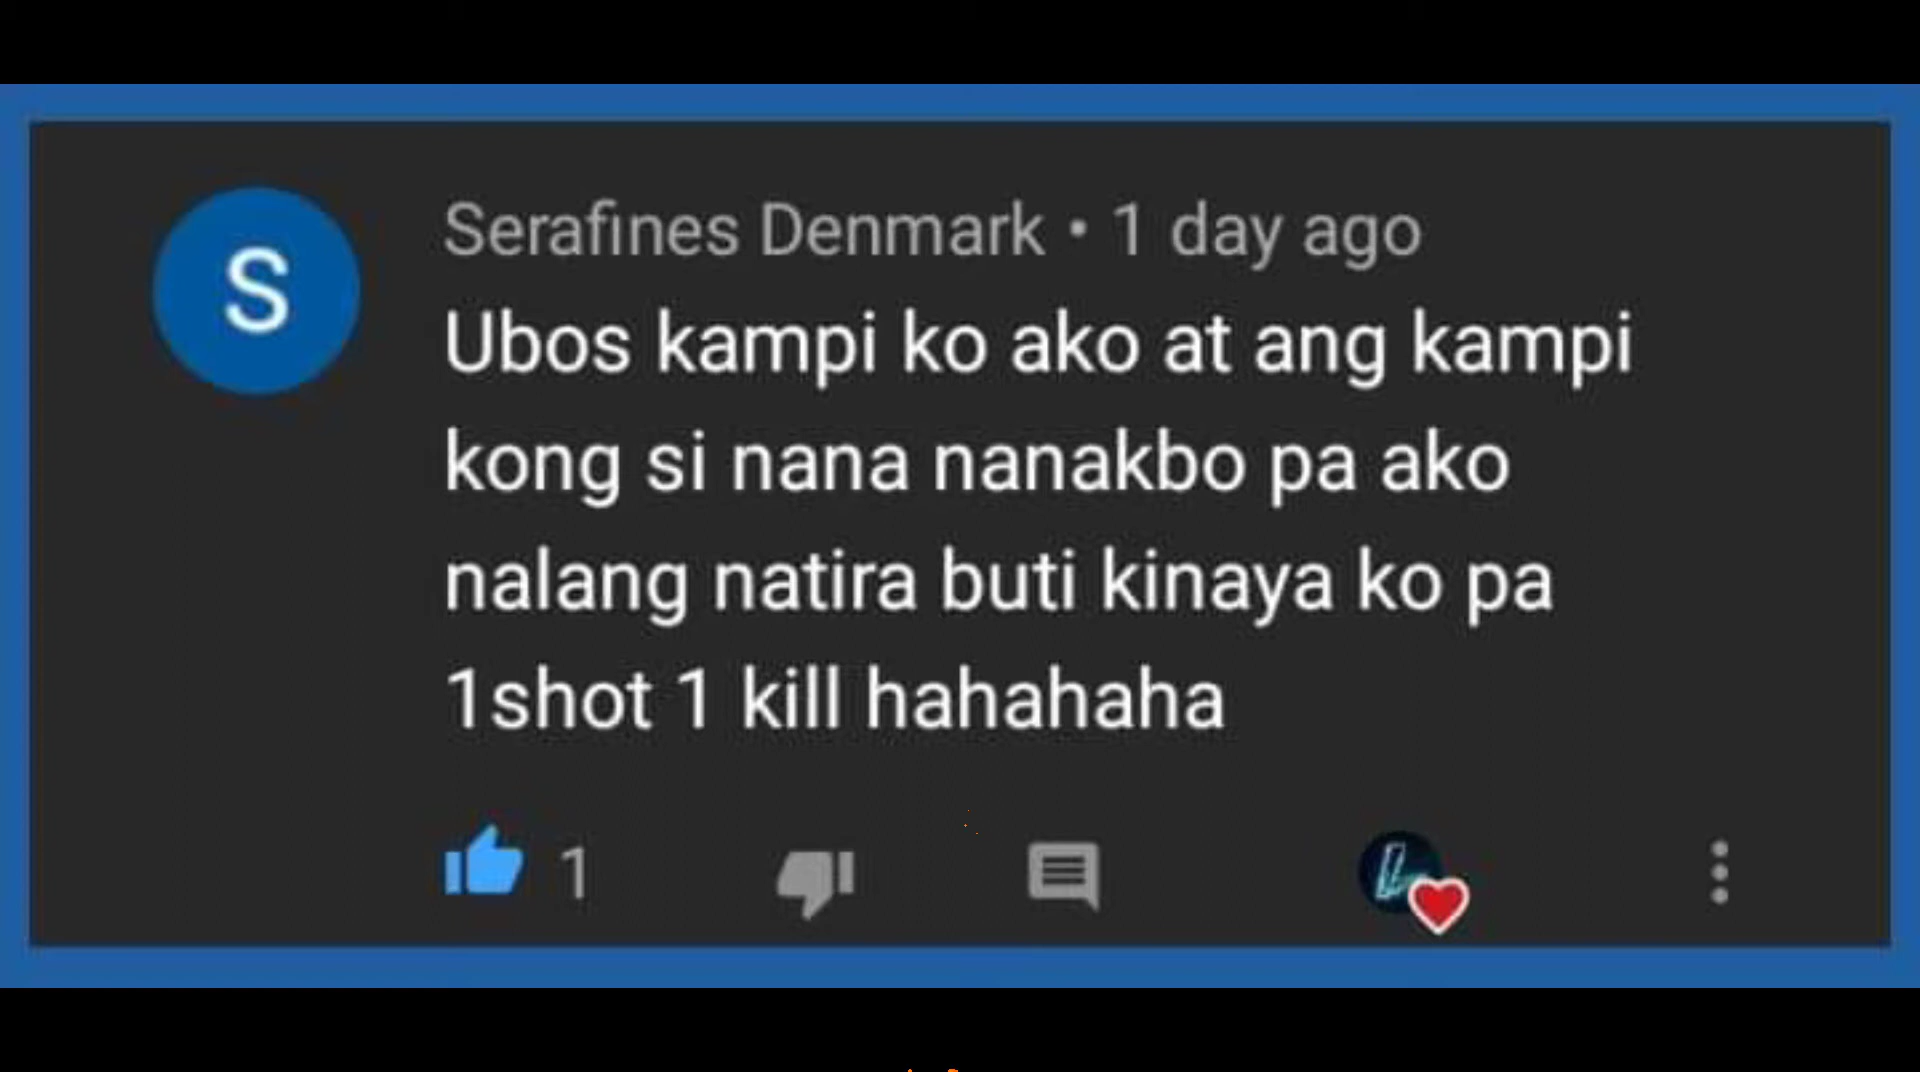 S
Serafines Denmark • 1 day ago
Ubos kampi ko ako at ang kampi
kong si nana nanakbo pa ako
nalang natira buti kinaya ko pa
1shot 1 kill hahahaha
1
L